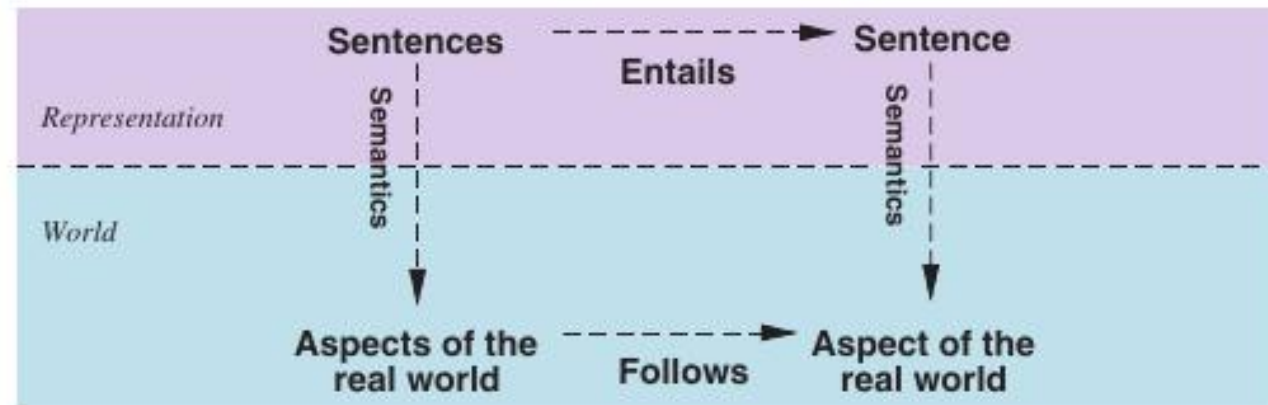 Sentences
Sentence
Entails
Semantics
Semantics
Representation
World
Aspects of the
real world
Follows
Aspect of the
real world